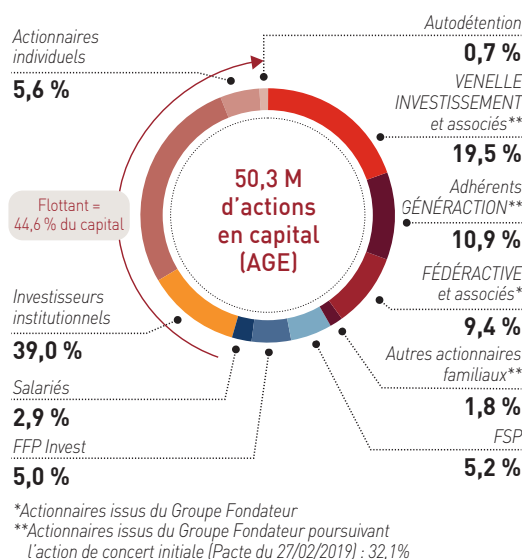 Actionnaires
individuels
5,6 %
Autodétention
0,7 %
VENELLE
INVESTISSEMENT
et associés**
19,5 %
Adhérents
GÉNÉRACTION**
10,9 %
FÉDÉRACTIVE
et associés*
9,4 %
Autres actionnaires
familiaux**
1,8 %
FSP
5,2 %
50,3 M
d'actions
en capital
(AGE)
Flottant =
44,6 % du capital
Investisseurs
institutionnels
39,0 %
Salariés
2,9 %
FFP Invest
5,0 %
*Actionnaires issus du Groupe Fondateur
**Actionnaires issus du Groupe Fondateur poursuivant
l'action de concert initiale (Pacte du 27/02/2019) : 32,1%